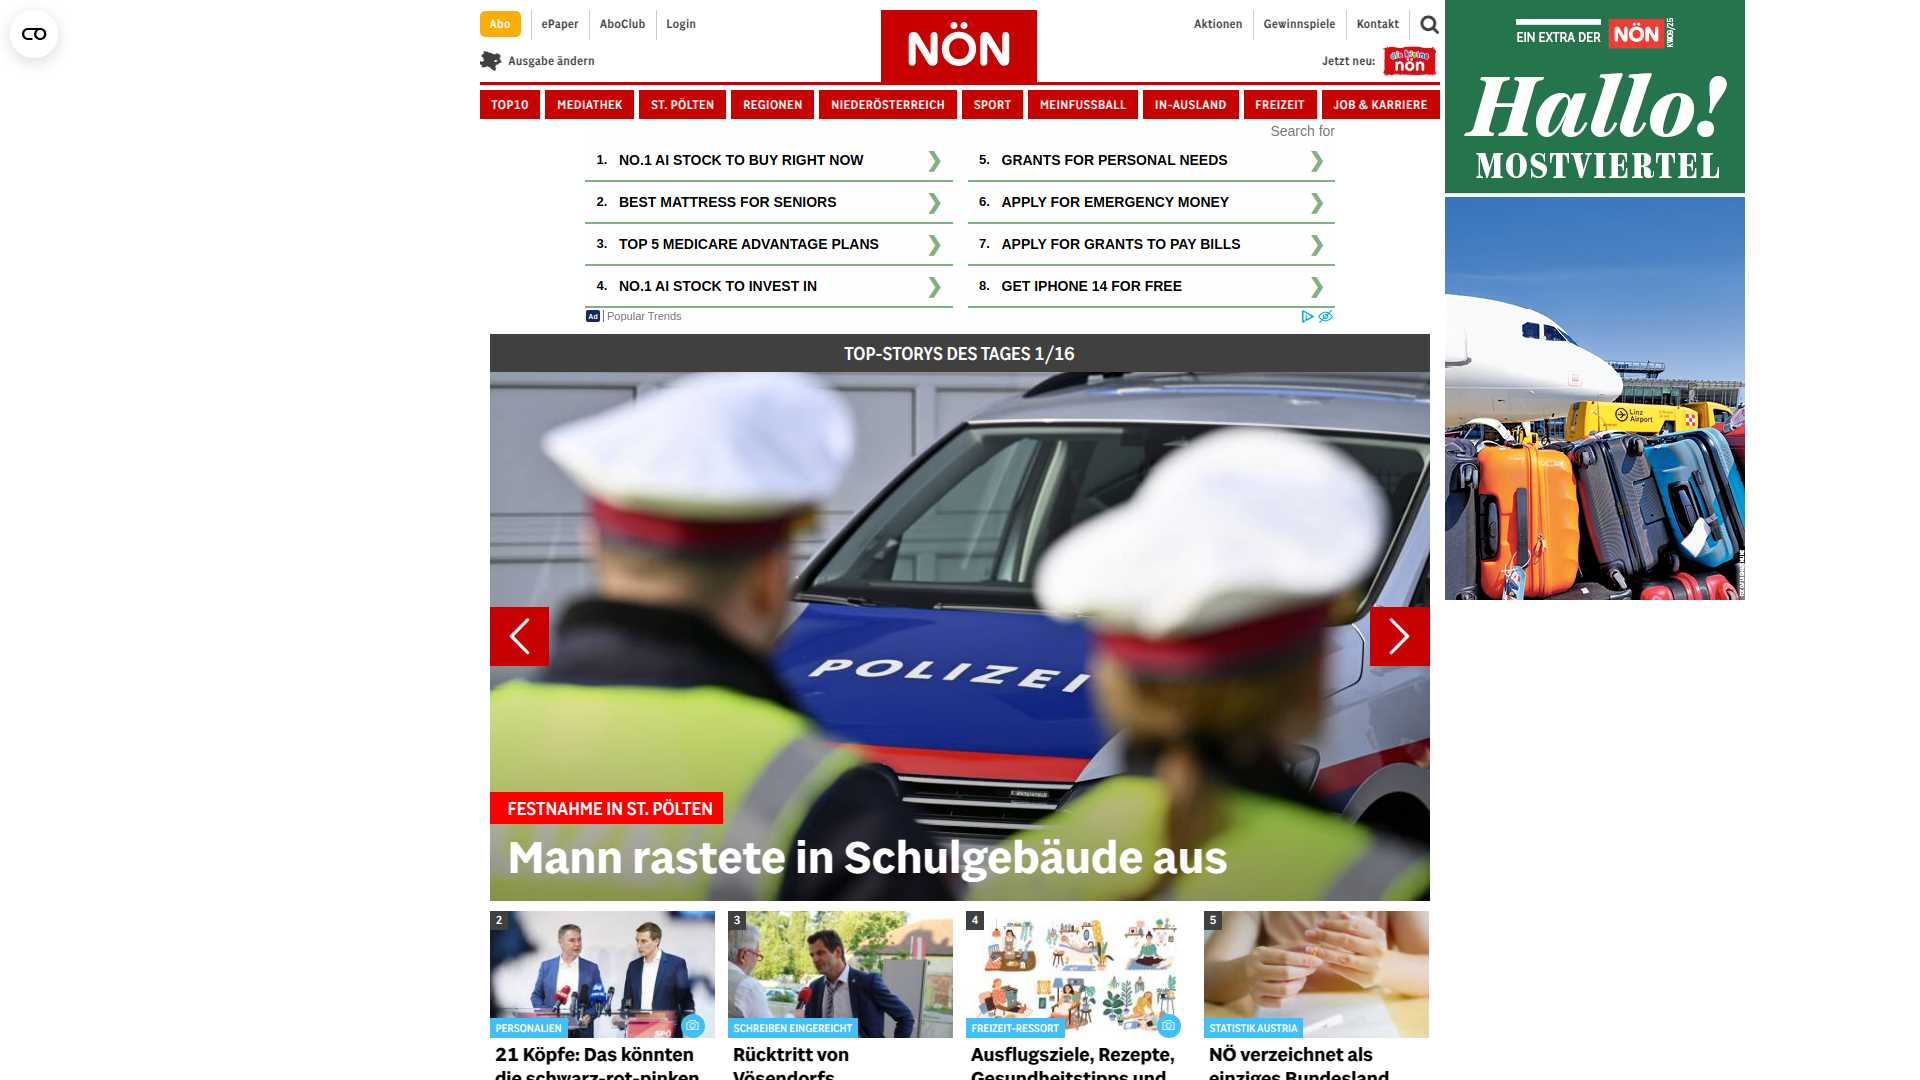 Abo
ePaper
AboClub
Login
NÖN
Aktionen
Gewinnspiele
Kontakt
Ausgabe ändern
Jetzt neu:
die kleine
nön
TOP10
MEDIATHEK
ST. PÖLTEN
REGIONEN
NIEDERÖSTERREICH
SPORT
MEINFUSSBALL
IN-AUSLAND
FREIZEIT
JOB & KARRIERE
Search for
1. NO.1 AI STOCK TO BUY RIGHT NOW
2. BEST MATTRESS FOR SENIORS
3. TOP 5 MEDICARE ADVANTAGE PLANS
4. NO.1 AI STOCK TO INVEST IN
5. GRANTS FOR PERSONAL NEEDS
6. APPLY FOR EMERGENCY MONEY
7. APPLY FOR GRANTS TO PAY BILLS
8. GET IPHONE 14 FOR FREE
Ad | Popular Trends
TOP-STORYS DES TAGES 1/16
POLIZEI
FESTNAHME IN ST. PÖLTEN
Mann rastete in Schulgebäude aus
2
PERSONALIEN
21 Köpfe: Das könnten
die schwarz-rot-pinken
3
SCHREIBEN EINGEREICHT
Rücktritt von
Vösendorfs
4
FREIZEIT-RESSORT
Ausflugsziele, Rezepte,
Gesundheitstipps und
5
STATISTIK AUSTRIA
NÖ verzeichnet als
einziges Bundesland
EIN EXTRA DER NÖN
KW09/25
Hallo!
MOSTVIERTEL
Linz
Airport